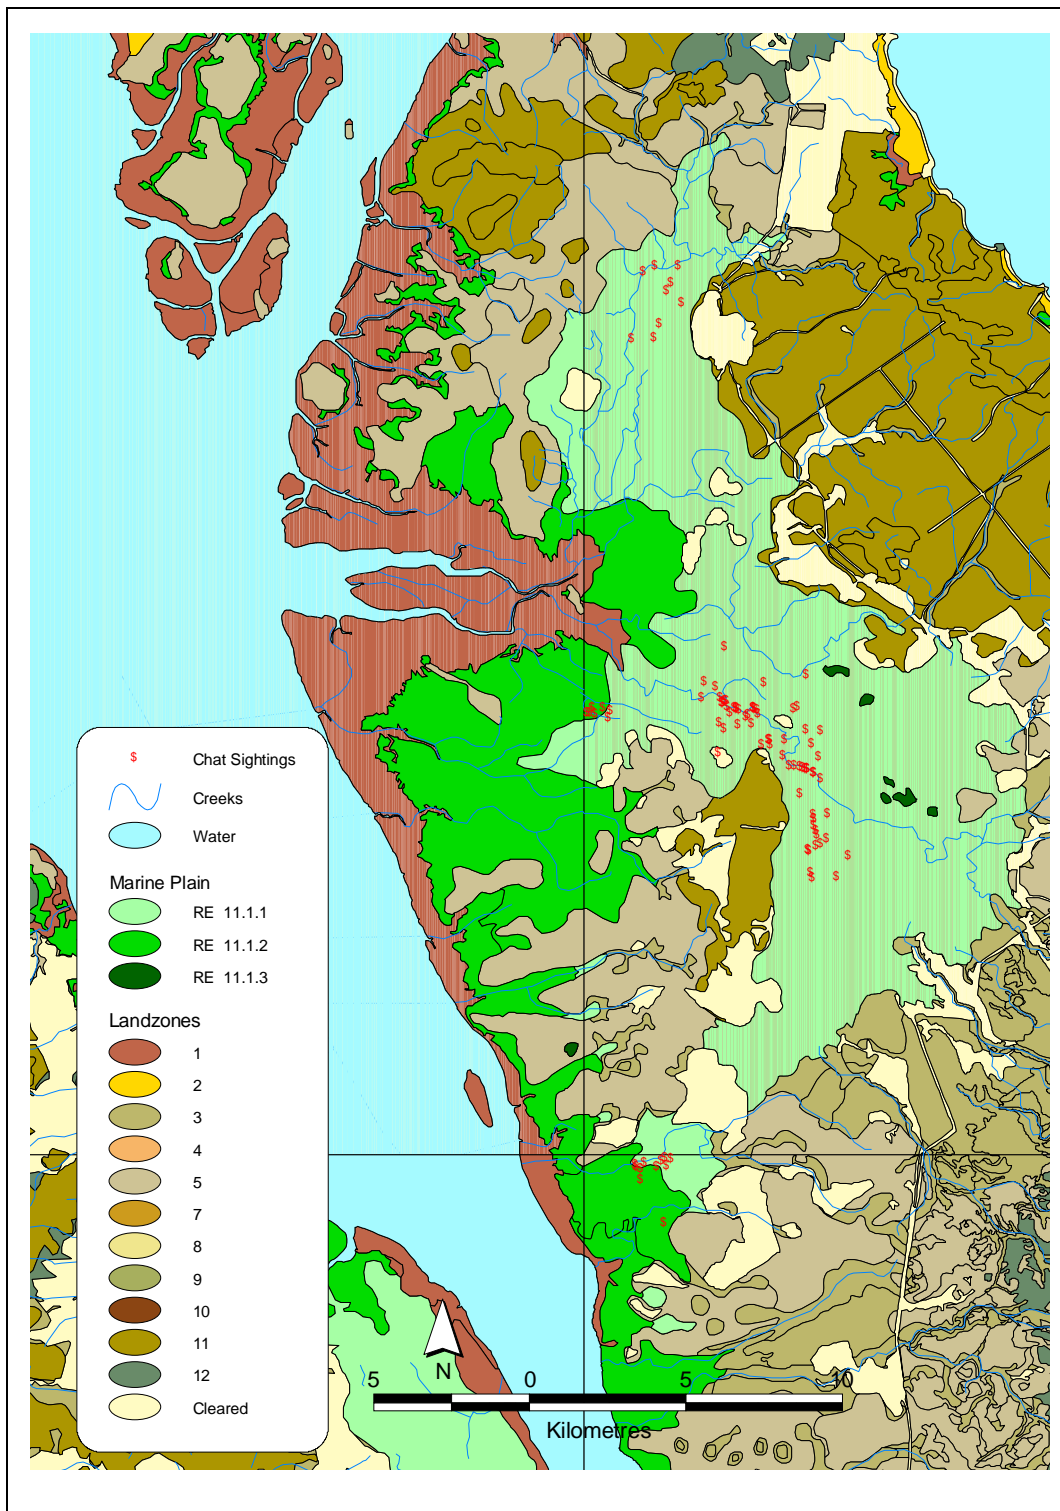 $ Chat Sightings
Creeks
Water
Marine Plain
RE 11.1.1
RE 11.1.2
RE 11.1.3
Landzones
1
2
3
4
5
7
8
9
10
11
12
Cleared
N
5 0 5 10
Kilometres